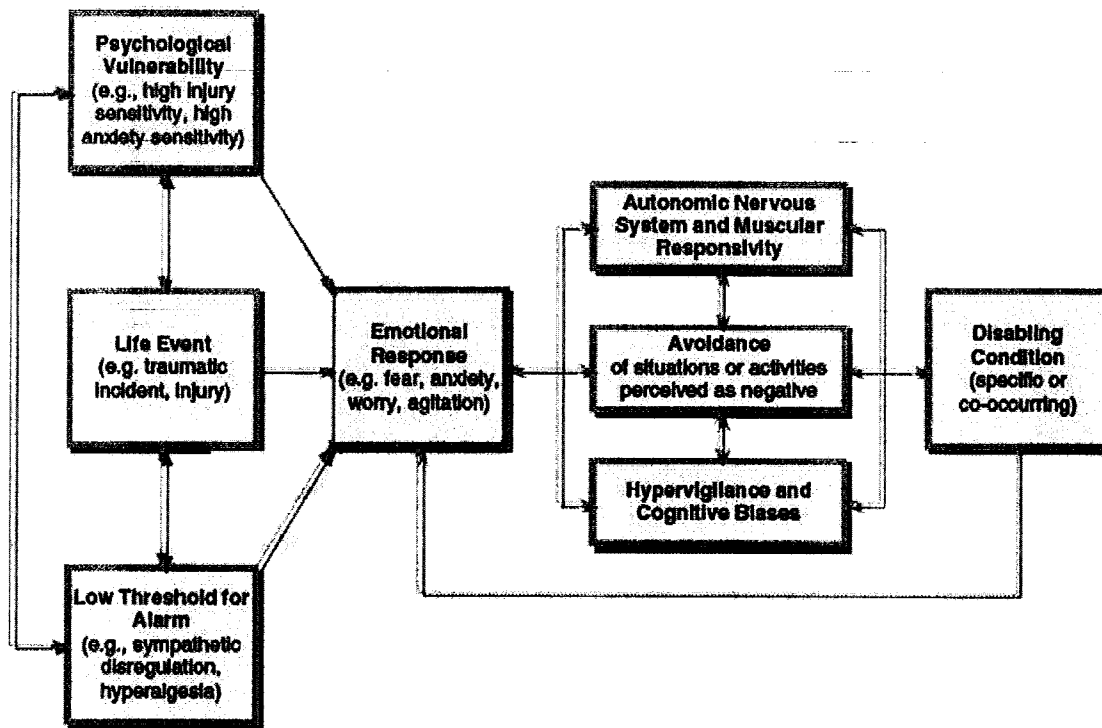 Psychological
Vulnerability
(e.g., high injury
sensitivity, high
anxiety sensitivity)
Life Event
(e.g. traumatic
incident, injury)
Low Threshold for
Alarm
(e.g., sympathetic
disregulation,
hyperalgesia)
Emotional
Response
(e.g. fear, anxiety,
worry, agitation)
Autonomic Nervous
System and Muscular
Responsivity
Avoidance
of situations or activities
perceived as negative
Hypervigilance and
Cognitive Biases
Disabling
Condition
(specific or
co-occurring)